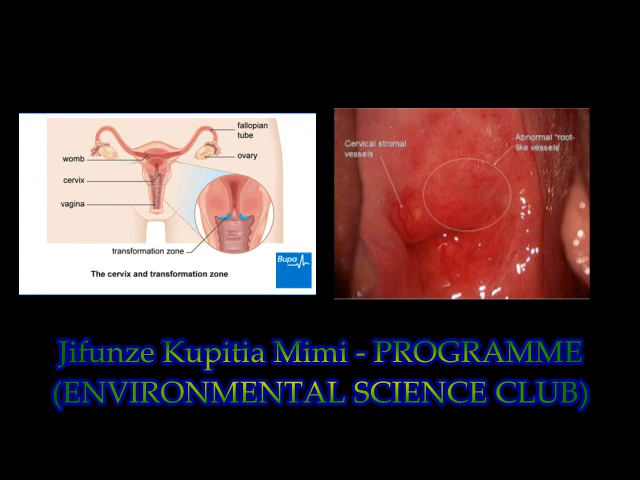 fallopian
tube
womb
ovary
cervix
vagina
transformation zone
Bupa
The cervix and transformation zone
Cervical stromal
vessels
Abnormal "root-
like vessels
Jifunze Kupitia Mimi - PROGRAMME
(ENVIRONMENTAL SCIENCE CLUB)